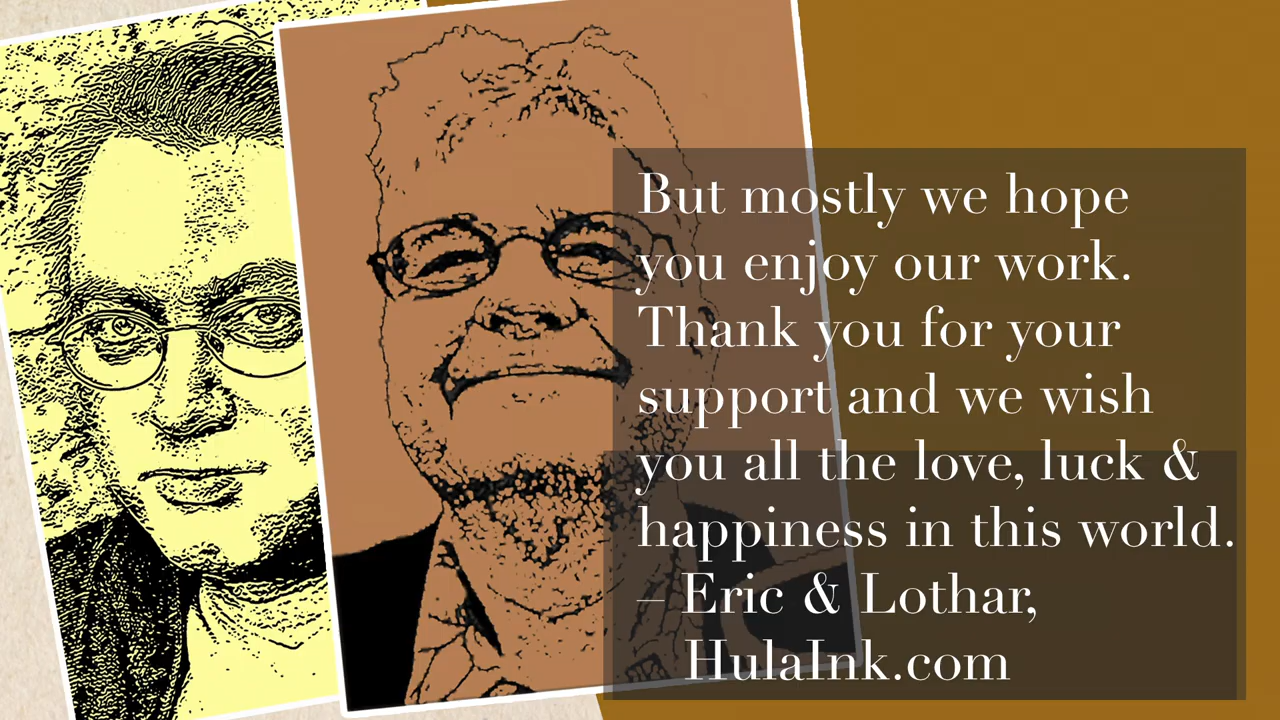 But mostly we hope
you enjoy our work.
Thank you for your
support and we wish
you all the love, luck &
happiness in this world.
– Eric & Lothar,
HulaInk.com